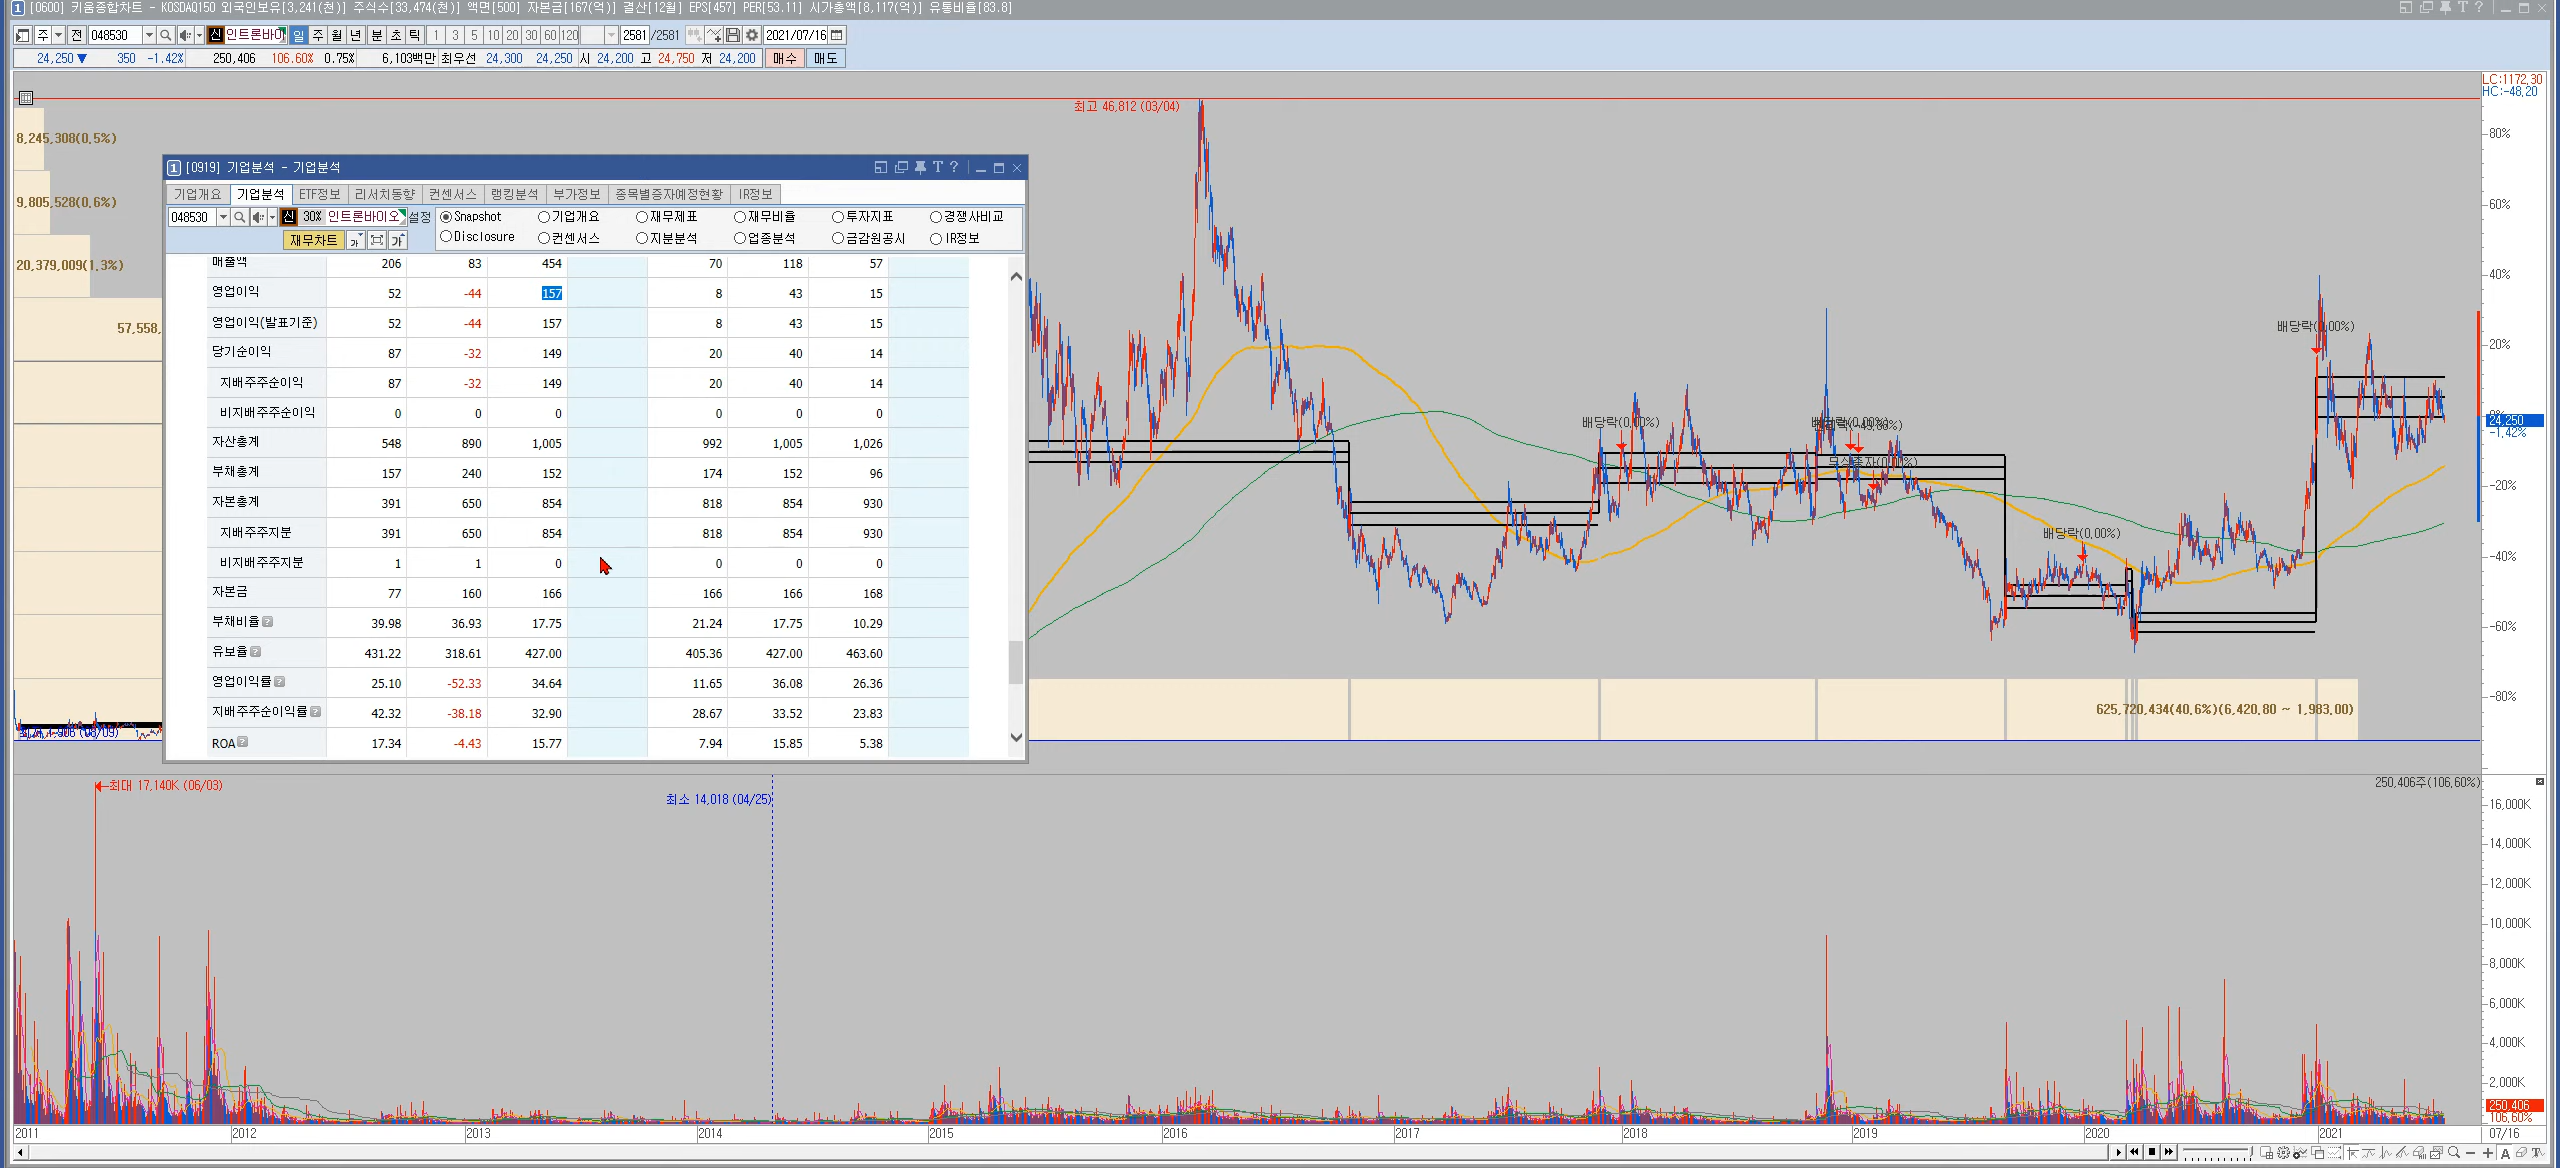 1 [0600] 키움종합차트 - KOSDAQ150 외국인보유[3,241(천)] 주식수[33,474(천)] 액면[500] 자본금[167(억)] 결산[12월] EPS[457] PER[53.11] 시가총액[8,117(억)] 유통비율[83.8]
주 전 048530 신 인트론바이 일 주 월 년 분 초 틱 1 3 5 10 20 30 60 120 2581 /2581 2021/07/16
24,250 ▼ 350 -1.42% 250,406 106.60% 0.75% 6,103백만 최우선 24,300 24,250 시 24,200 고 24,750 저 24,200 매수 매도
LC:1172.30
HC:-48.20
최고 46,812 (03/04)
8,245,308(0.5%)
9,805,528(0.6%)
20,379,009(1.3%)
57,558,
1 [0919] 기업분석 - 기업분석
기업개요 기업분석 ETF정보 리서치동향 컨센서스 랭킹분석 부가정보 종목별증자예정현황 IR정보
048530 신 30% 인트론바이오 설정 Snapshot 기업개요 재무제표 재무비율 투자지표 경쟁사비교
재무차트 Disclosure 컨센서스 지분분석 업종분석 금감원공시 IR정보
매출액 206 83 454 70 118 57
영업이익 52 -44 157 8 43 15
영업이익(발표기준) 52 -44 157 8 43 15
당기순이익 87 -32 149 20 40 14
지배주주순이익 87 -32 149 20 40 14
비지배주주순이익 0 0 0 0 0 0
자산총계 548 890 1,005 992 1,005 1,026
부채총계 157 240 152 174 152 96
자본총계 391 650 854 818 854 930
지배주주지분 391 650 854 818 854 930
비지배주주지분 1 1 0 0 0 0
자본금 77 160 166 166 166 168
부채비율 39.98 36.93 17.75 21.24 17.75 10.29
유보율 431.22 318.61 427.00 405.36 427.00 463.60
영업이익률 25.10 -52.33 34.64 11.65 36.08 26.36
지배주주순이익률 42.32 -38.18 32.90 28.67 33.52 23.83
ROA 17.34 -4.43 15.77 7.94 15.85 5.38
80%
60%
40%
20%
0%
24,250
-1.42%
-20%
-40%
-60%
-80%
배당락(0.00%)
배당락(0.00%)
무상증자(0.00%)
배당락(0.00%)
배당락(0.00%)
625,720,434(40.6%)(6,420.80 ~ 1,983.00)
250,406주(106.60%)
최대 17,140K (06/03)
최소 14,018 (04/25)
16,000K
14,000K
12,000K
10,000K
8,000K
6,000K
4,000K
2,000K
250,406
106.60%
2011 2012 2013 2014 2015 2016 2017 2018 2019 2020 2021 07/16